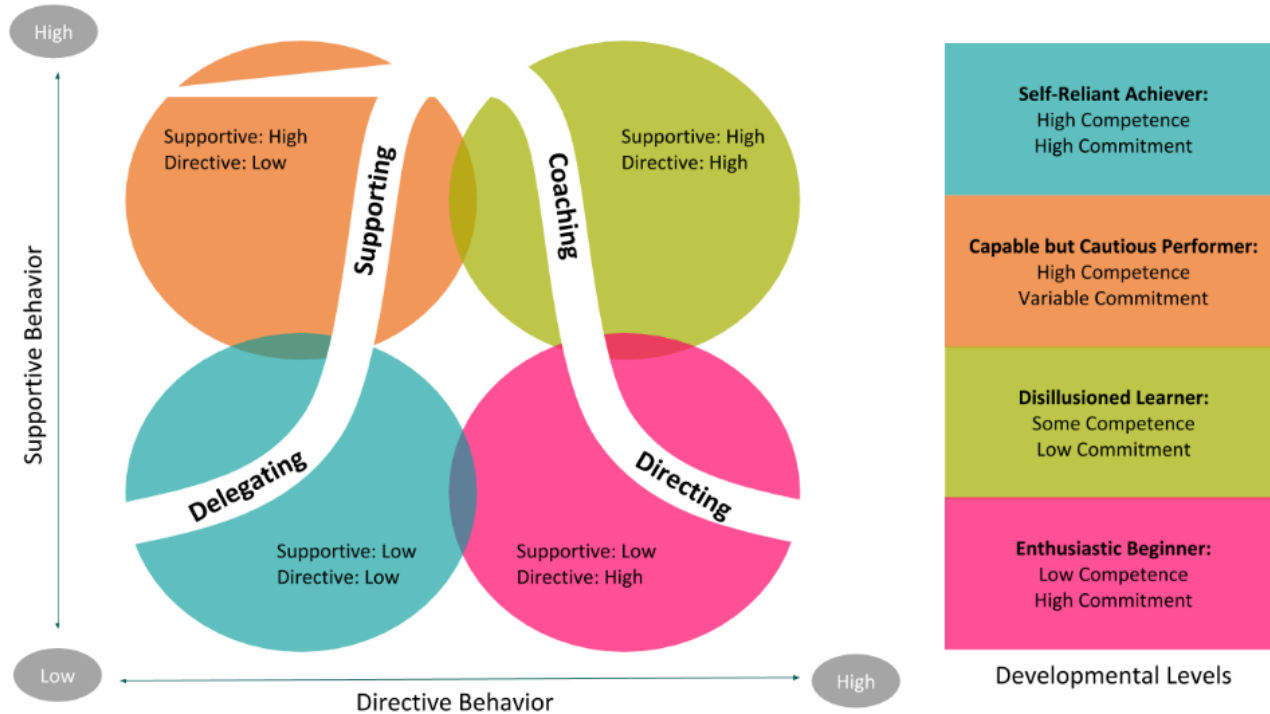 High
Supportive Behavior
Low
Supportive: High
Directive: Low
Supporting
Supportive: High
Directive: High
Coaching
Delegating
Supportive: Low
Directive: Low
Directing
Supportive: Low
Directive: High
Directive Behavior
High
Self-Reliant Achiever:
High Competence
High Commitment
Capable but Cautious Performer:
High Competence
Variable Commitment
Disillusioned Learner:
Some Competence
Low Commitment
Enthusiastic Beginner:
Low Competence
High Commitment
Developmental Levels